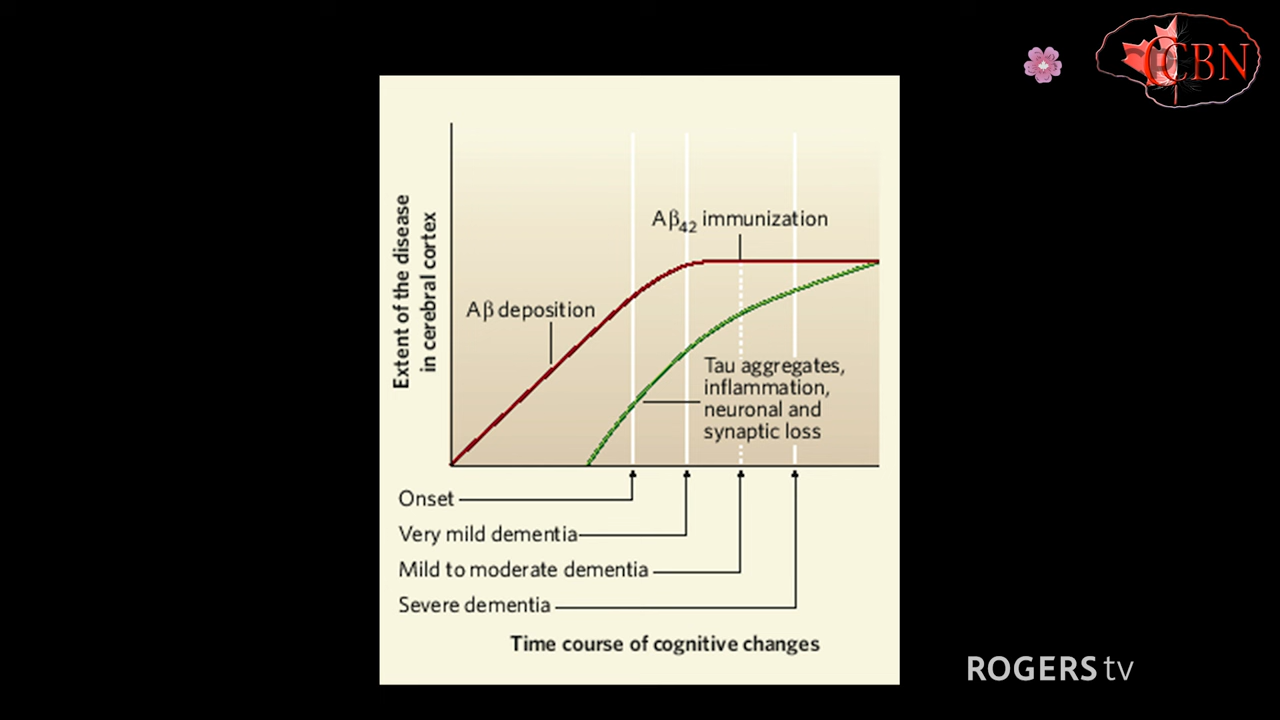 CCBN
Extent of the disease
in cerebral cortex
Aβ42 immunization
Aβ deposition
Tau aggregates,
inflammation,
neuronal and
synaptic loss
Onset
Very mild dementia
Mild to moderate dementia
Severe dementia
Time course of cognitive changes
ROGERS tv